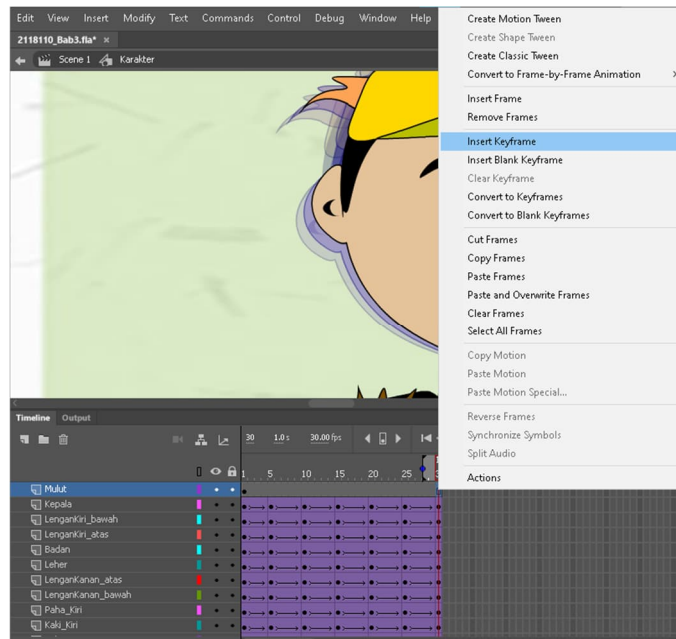 Edit View Insert Modify Text Commands Control Debug Window Help
2118110_Bab3.fla* ×
Scene 1 Karakter
Create Motion Tween
Create Shape Tween
Create Classic Tween
Convert to Frame-by-Frame Animation
Insert Frame
Remove Frames
Insert Keyframe
Insert Blank Keyframe
Clear Keyframe
Convert to Keyframes
Convert to Blank Keyframes
Cut Frames
Copy Frames
Paste Frames
Paste and Overwrite Frames
Clear Frames
Select All Frames
Copy Motion
Paste Motion
Paste Motion Special...
Reverse Frames
Synchronize Symbols
Split Audio
Actions
Timeline Output
30 1.0 s 30.00 fps
1 5 10 15 20 25
Mulut
Kepala
LenganKiri_bawah
LenganKiri_atas
Badan
Leher
LenganKanan_atas
LenganKanan_bawah
Paha_Kiri
Kaki_Kiri